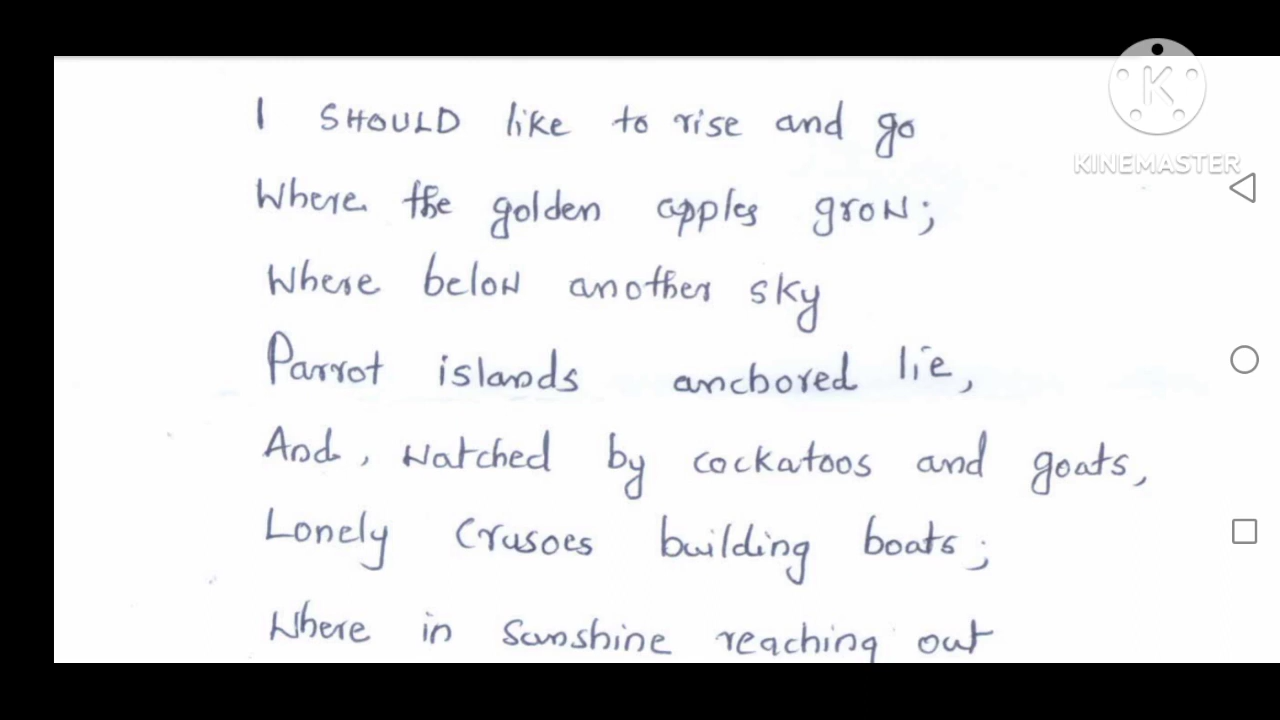 I SHOULD like to rise and go
Where the golden apples grow;
Where below another sky
Parrot islands anchored lie,
And, watched by cockatoos and goats,
Lonely Crusoes building boats;
Where in sunshine reaching out
KINEMASTER